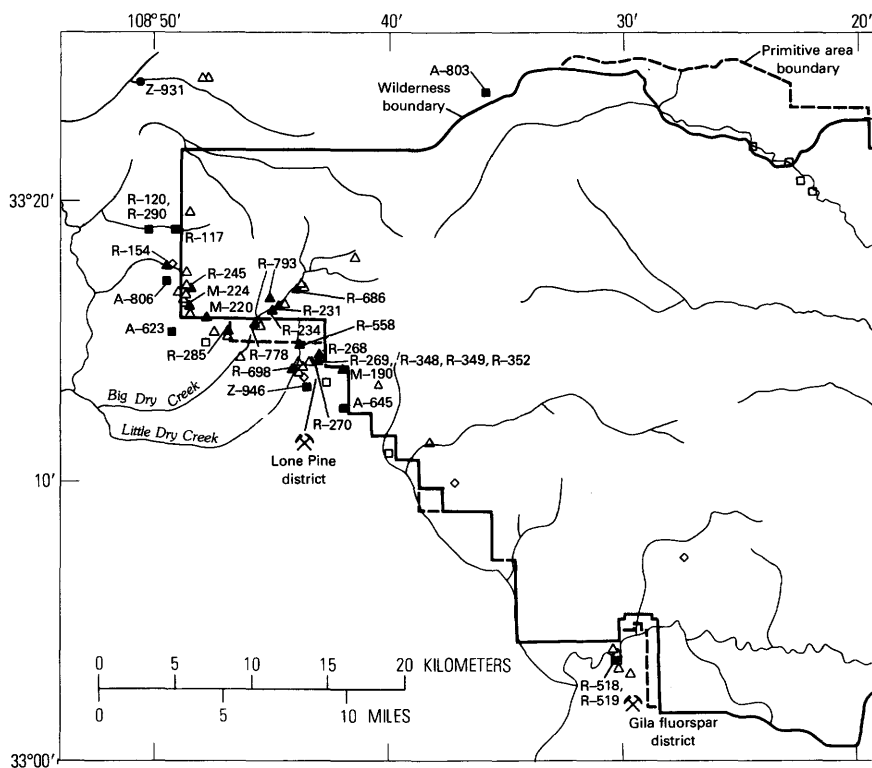 108°50′ 40′ 30′ 20′
Primitive area
boundary
A–803
Z–931
Wilderness
boundary
33°20′
R–120,
R–290
R–117
R–154
R–245
R–793
M–224
R–686
A–806
M–220
R–231
A–623
R–234
R–558
R–285
R–778
R–268
R–269, R–348, R–349, R–352
R–698
M–190
Z–946
A–645
Big Dry Creek
R–270
Little Dry Creek
Lone Pine
district
10′
0 5 10 15 20 KILOMETERS
0 5 10 MILES
R–518,
R–519
Gila fluorspar
district
33°00′